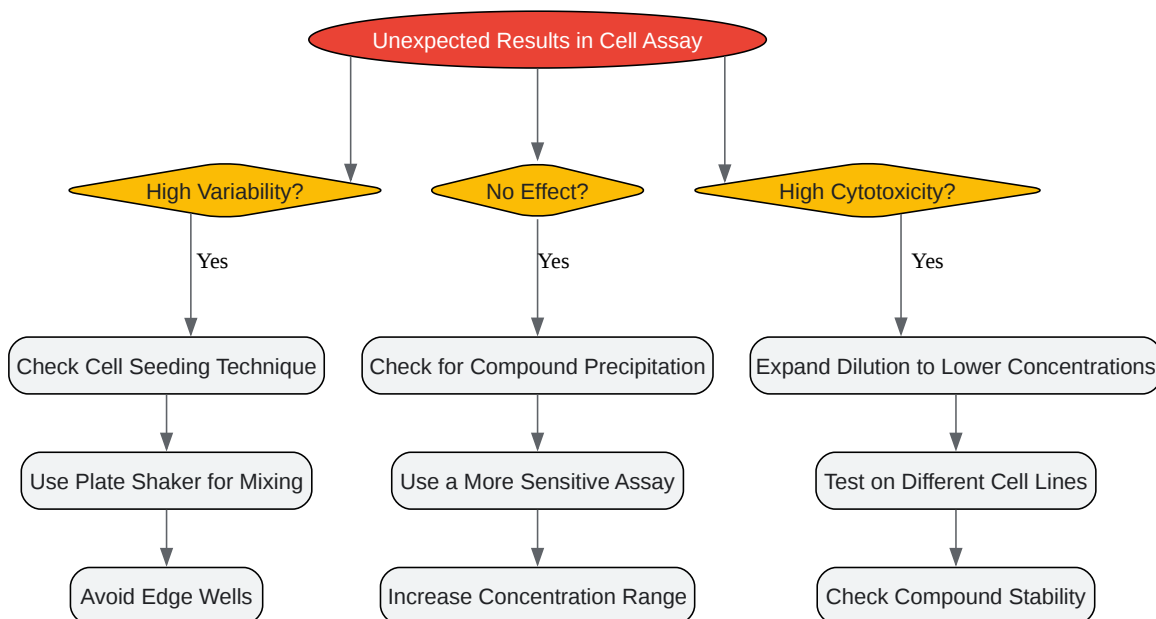 Unexpected Results in Cell Assay
High Variability?
No Effect?
High Cytotoxicity?
Yes
Yes
Yes
Check Cell Seeding Technique
Check for Compound Precipitation
Expand Dilution to Lower Concentrations
Use Plate Shaker for Mixing
Use a More Sensitive Assay
Test on Different Cell Lines
Avoid Edge Wells
Increase Concentration Range
Check Compound Stability